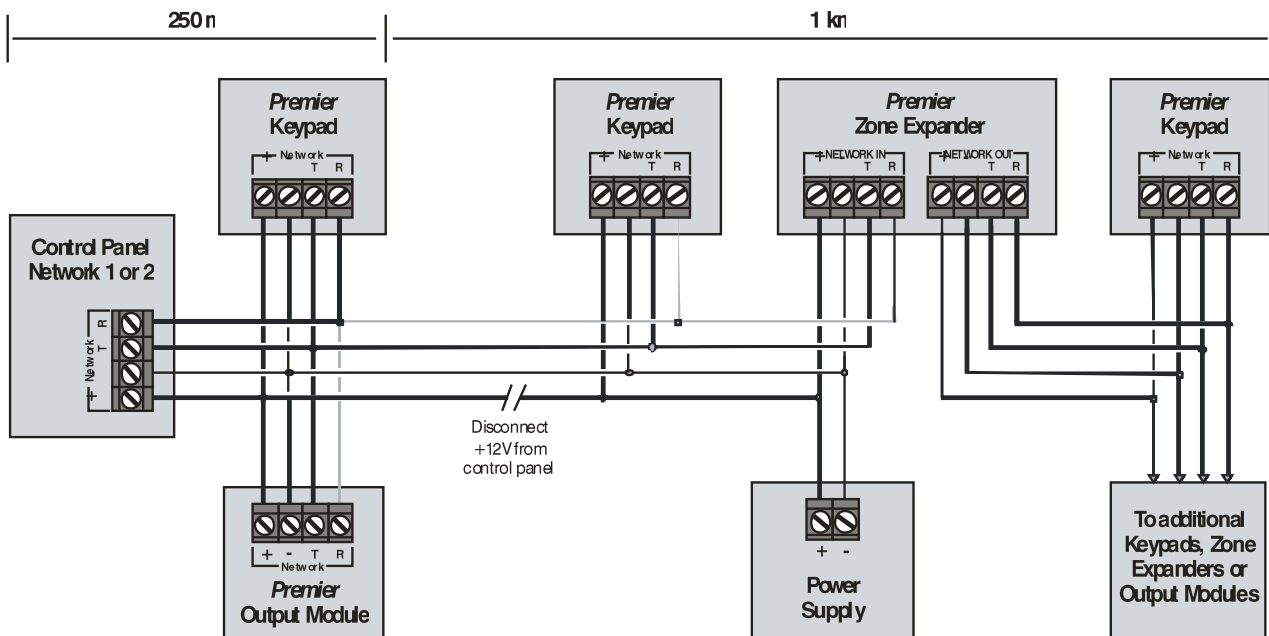 250 m
1 km
Premier
Keypad
+ Network
T R
Premier
Keypad
+ Network
T R
Premier
Zone Expander
+ NETWORK IN
T R
+ NETWORK OUT
T R
Premier
Keypad
+ Network
T R
Control Panel
Network 1 or 2
+ Network
T R
Disconnect
+12V from
control panel
+ - T R
Network
Premier
Output Module
+ -
Power
Supply
To additional
Keypads, Zone
Expanders or
Output Modules